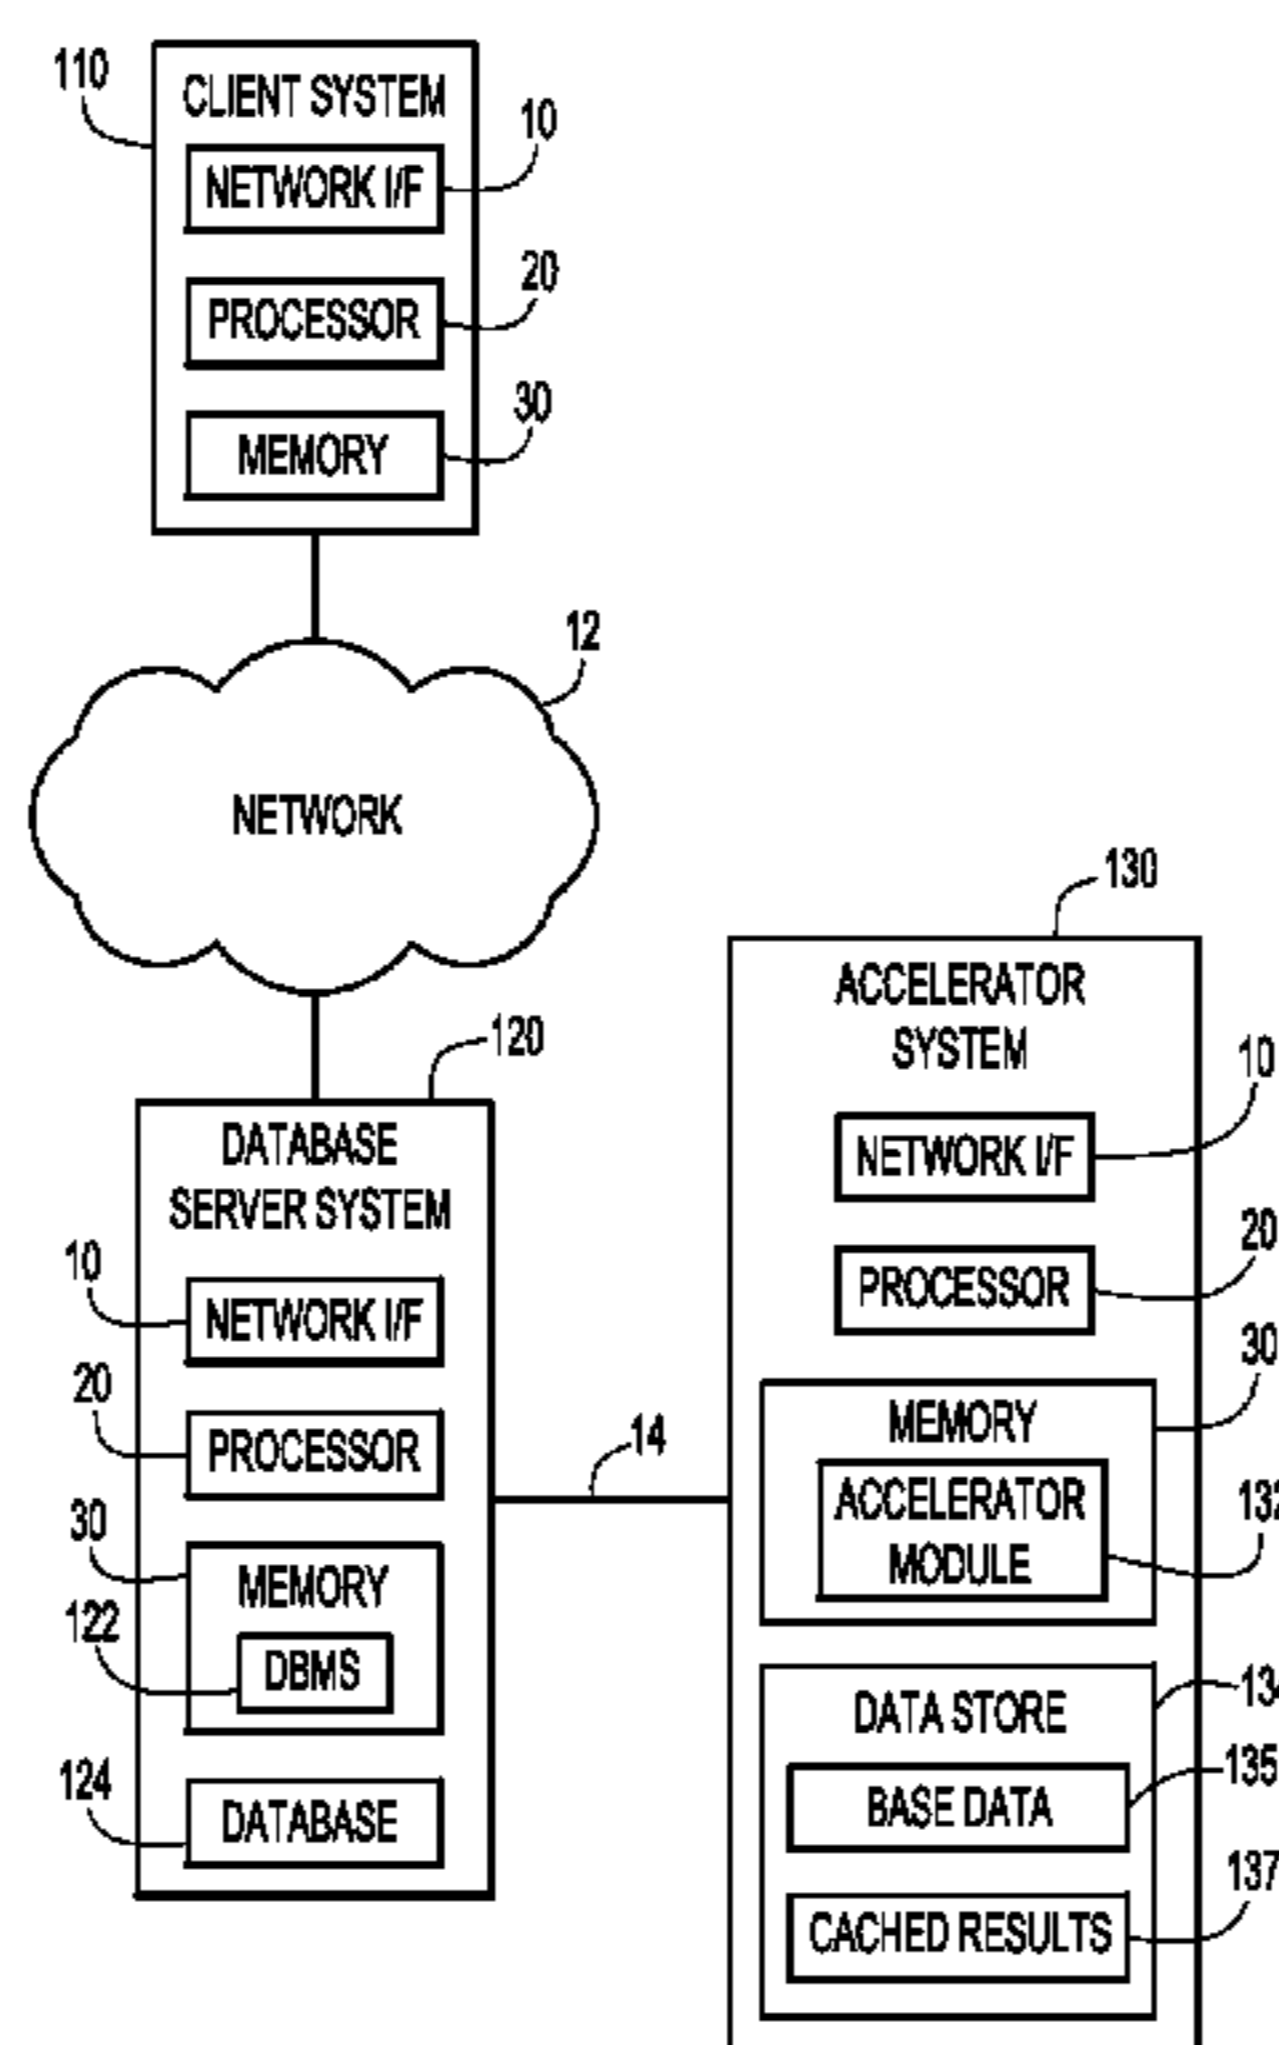 110
CLIENT SYSTEM
10
NETWORK I/F
20
PROCESSOR
30
MEMORY
12
NETWORK
120
DATABASE
SERVER SYSTEM
10
NETWORK I/F
20
PROCESSOR
30
MEMORY
122
DBMS
124
DATABASE
14
130
ACCELERATOR
SYSTEM
10
NETWORK I/F
20
PROCESSOR
30
MEMORY
ACCELERATOR
MODULE
132
DATA STORE
134
BASE DATA
135
CACHED RESULTS
137